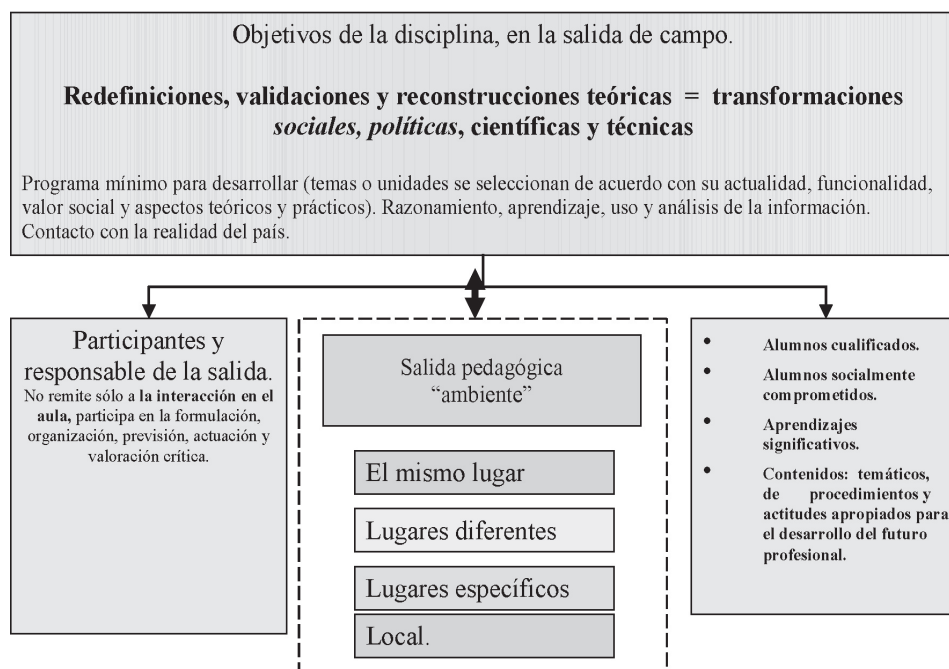 Objetivos de la disciplina, en la salida de campo.
Redefiniciones, validaciones y reconstrucciones teóricas = transformaciones
sociales, políticas, científicas y técnicas
Programa mínimo para desarrollar (temas o unidades se seleccionan de acuerdo con su actualidad, funcionalidad,
valor social y aspectos teóricos y prácticos). Razonamiento, aprendizaje, uso y análisis de la información.
Contacto con la realidad del país.
Participantes y
responsable de la salida.
No remite sólo a la interacción en el
aula, participa en la formulación,
organización, previsión, actuación y
valoración crítica.
Salida pedagógica
“ambiente”
El mismo lugar
Lugares diferentes
Lugares específicos
Local.
• Alumnos cualificados.
• Alumnos socialmente
comprometidos.
• Aprendizajes
significativos.
• Contenidos: temáticos,
de procedimientos y
actitudes apropiados para
el desarrollo del futuro
profesional.